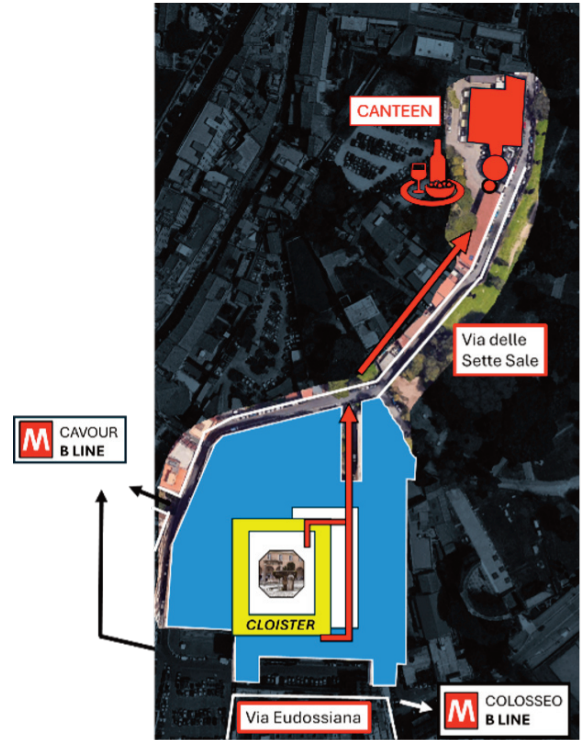 CANTEEN
Via delle
Sette Sale
M
CAVOUR
B LINE
CLOISTER
Via Eudossiana
M
COLOSSEO
B LINE